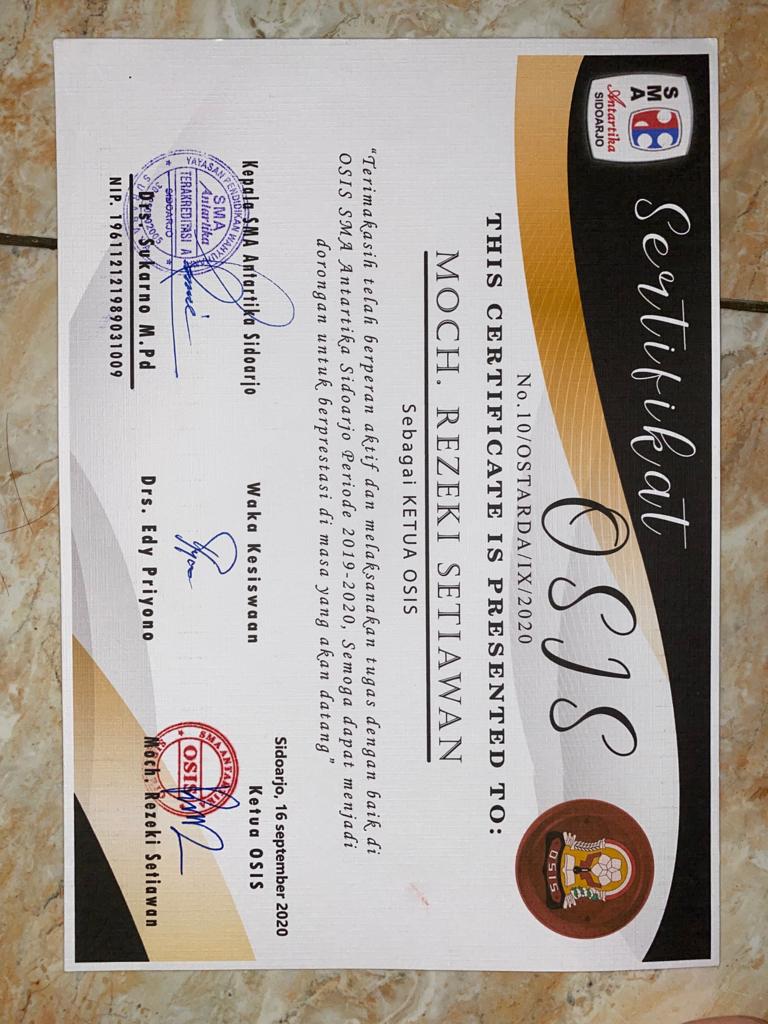 SMA
Antartika
SIDOARJO
Sertifikat
OSIS
OSIS
No.10/OSTARDA/IX/2020
THIS CERTIFICATE IS PRESENTED TO:
MOCH. REZEKI SETIAWAN
Sebagai KETUA OSIS
"Terimakasih telah berperan aktif dan melaksanakan tugas dengan baik di
OSIS SMA Antartika Sidoarjo Periode 2019-2020, Semoga dapat menjadi
dorongan untuk berprestasi di masa yang akan datang"
Sidoarjo, 16 september 2020
Kepala SMA Antartika Sidoarjo
Waka Kesiswaan
Ketua OSIS
YAYASAN PENDIDIKAN
SMA
Antartika
TERAKREDITASI A
SIDOARJO
SMA ANTARTIKA
OSIS
Drs. Sukarno M.Pd
NIP. 196112121989031009
Drs. Edy Priyono
Moch. Rezeki Setiawan